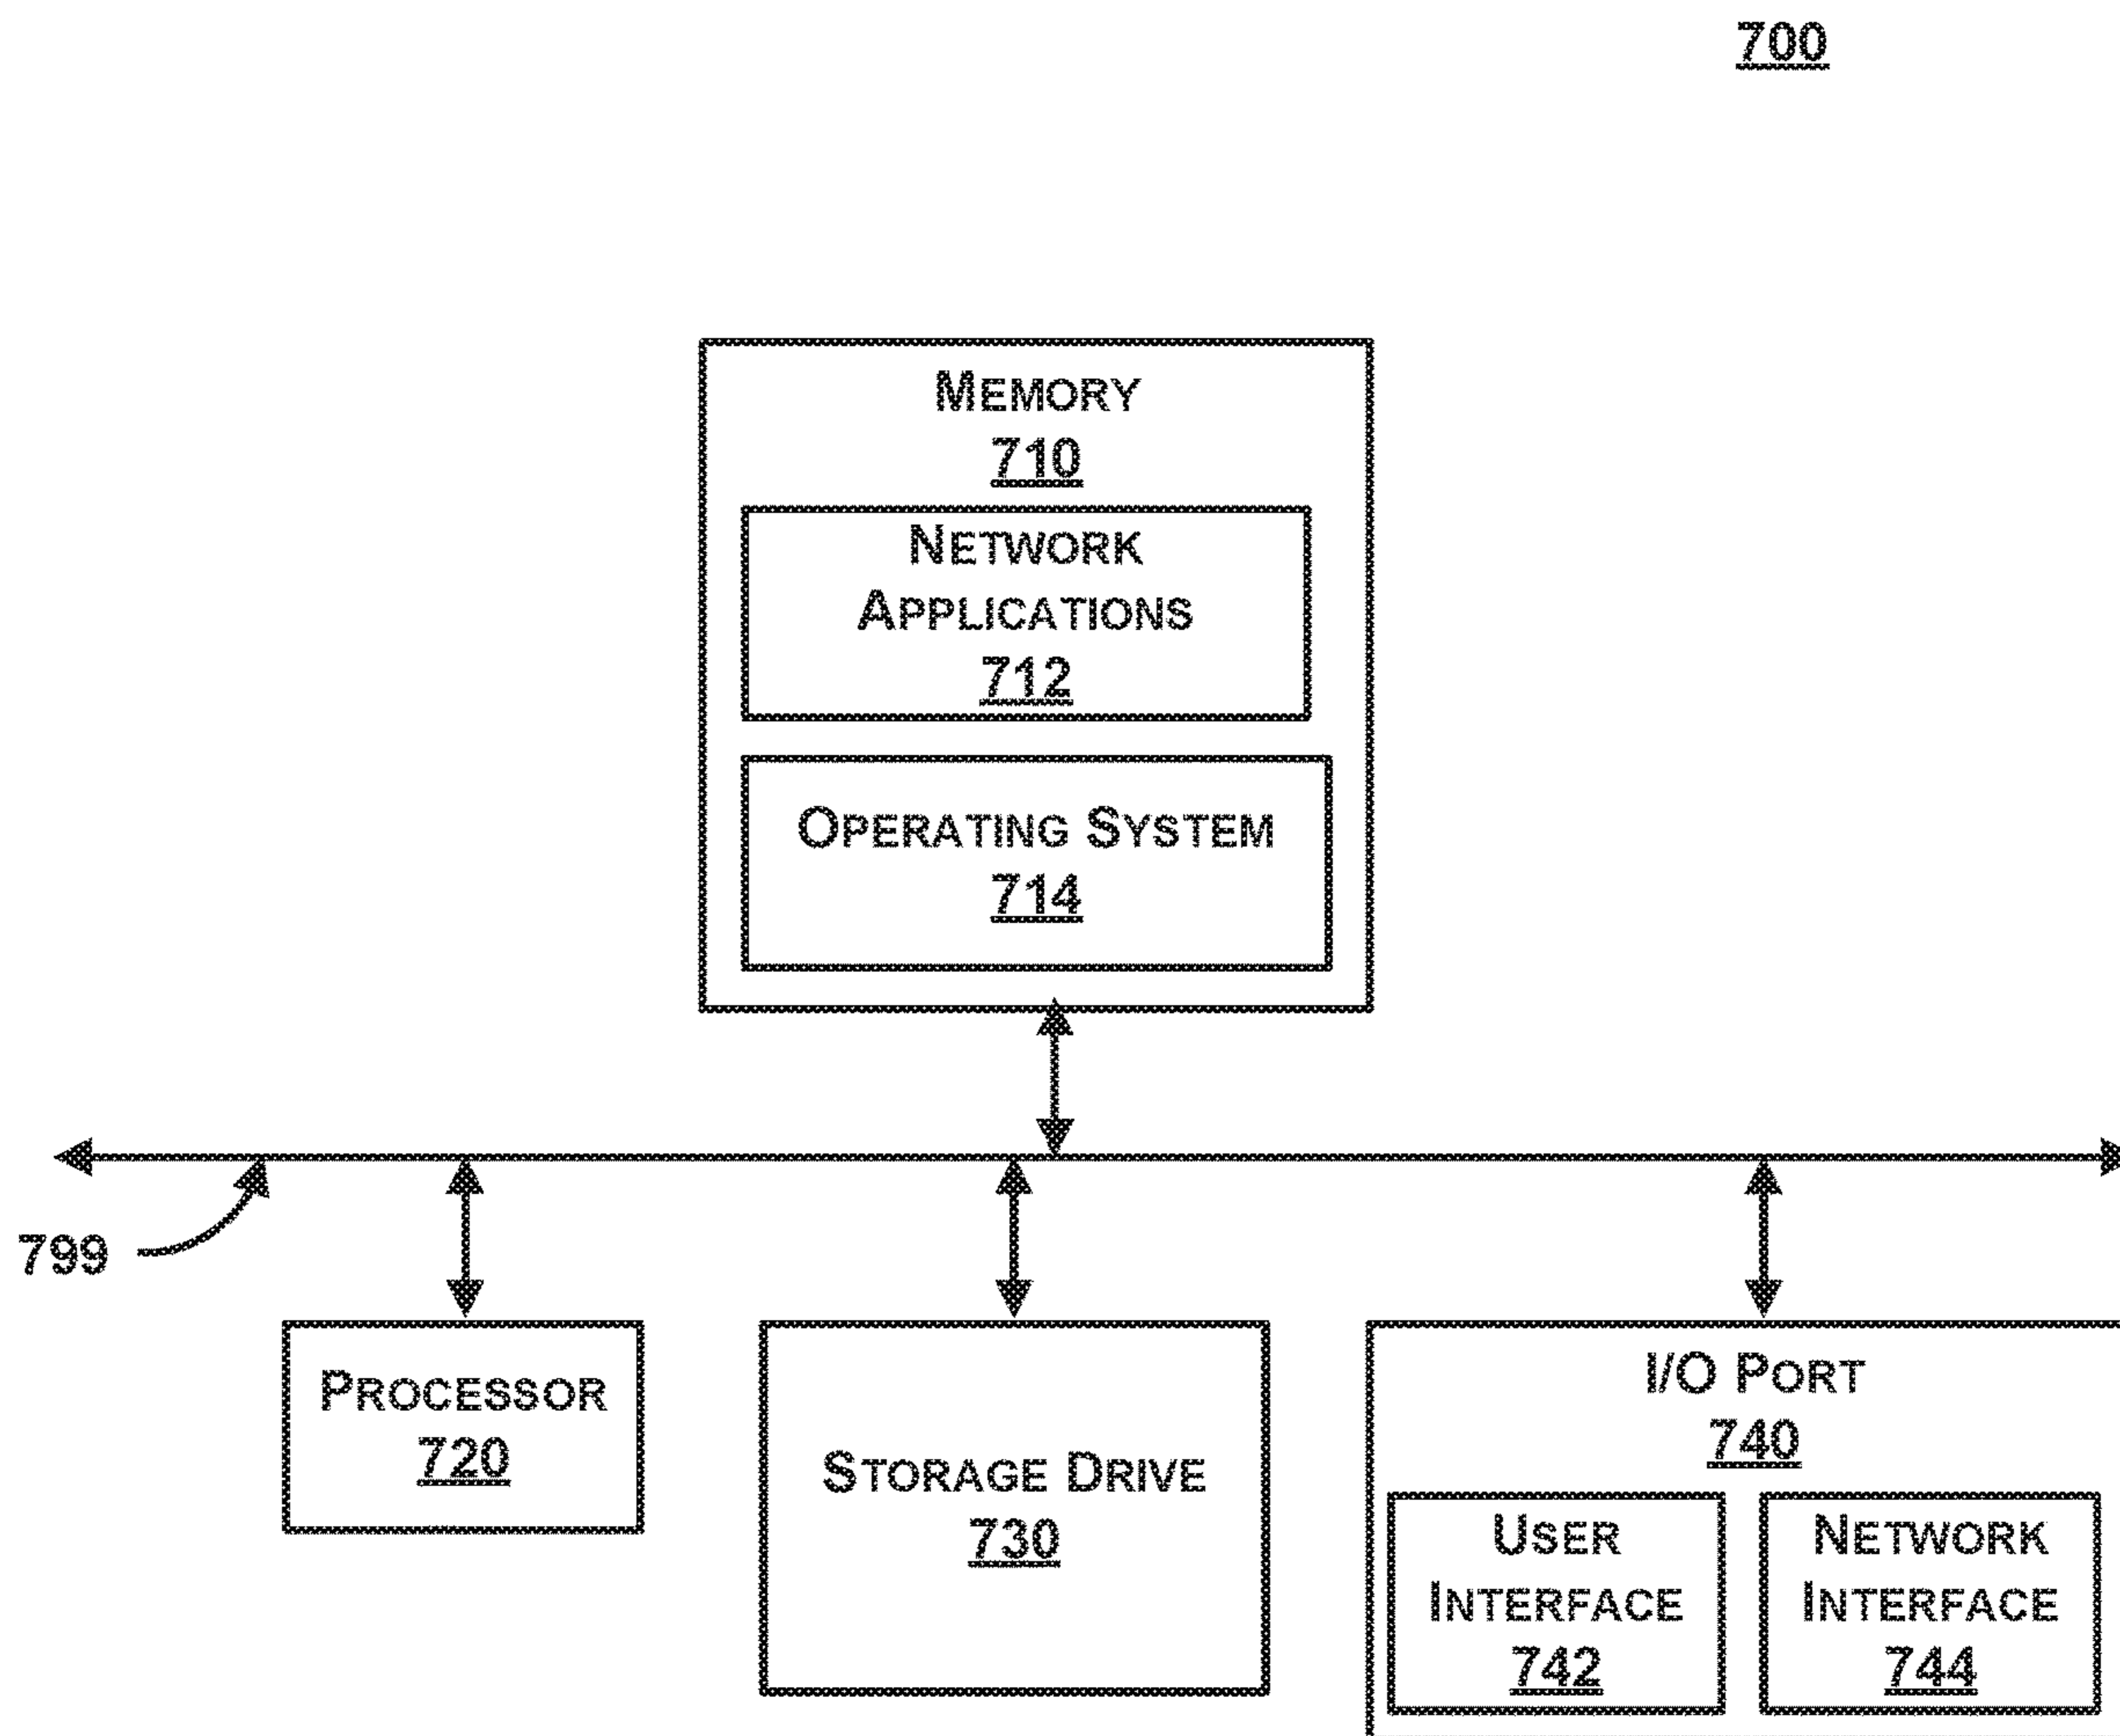 700
MEMORY
710
NETWORK
APPLICATIONS
712
OPERATING SYSTEM
714
799
PROCESSOR
720
STORAGE DRIVE
730
I/O PORT
740
USER
INTERFACE
742
NETWORK
INTERFACE
744